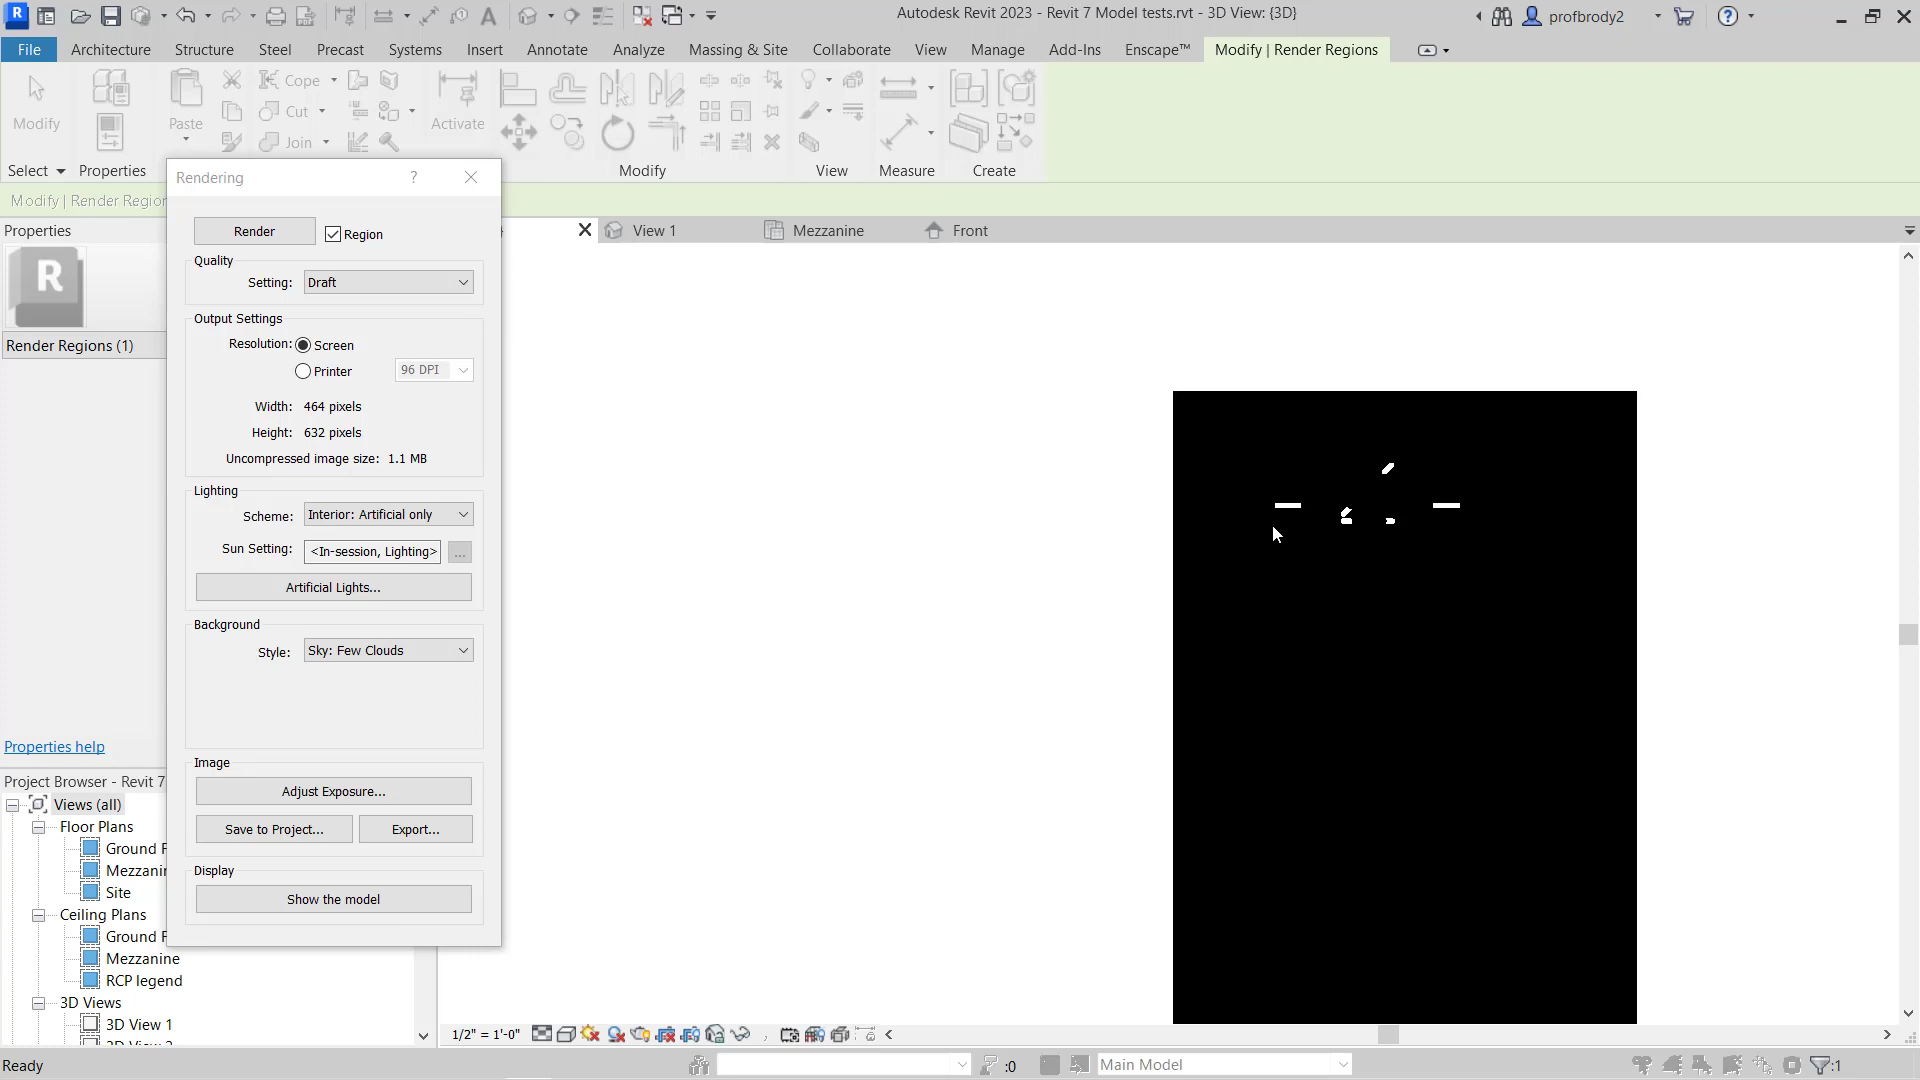 Autodesk Revit 2023 - Revit 7 Model tests.rvt - 3D View: {3D}
profbrody2
File
Architecture
Structure
Steel
Precast
Systems
Insert
Annotate
Analyze
Massing & Site
Collaborate
View
Manage
Add-Ins
Enscape™
Modify | Render Regions
Modify
Paste
Cope
Cut
Join
Activate
Select
Properties
Modify
View
Measure
Create
Modify | Render Region
Rendering
?
Render
Region
Quality
Setting: Draft
Output Settings
Resolution: Screen
Printer
96 DPI
Width: 464 pixels
Height: 632 pixels
Uncompressed image size: 1.1 MB
Lighting
Scheme: Interior: Artificial only
Sun Setting: <In-session, Lighting>
...
Artificial Lights...
Background
Style: Sky: Few Clouds
Image
Adjust Exposure...
Save to Project...
Export...
Display
Show the model
View 1
Mezzanine
Front
Properties
R
Render Regions (1)
Properties help
Project Browser - Revit 7
Views (all)
Floor Plans
Ground F
Mezzanin
Site
Ceiling Plans
Ground F
Mezzanine
RCP legend
3D Views
3D View 1
1/2" = 1'-0"
Ready
:0
Main Model
:1